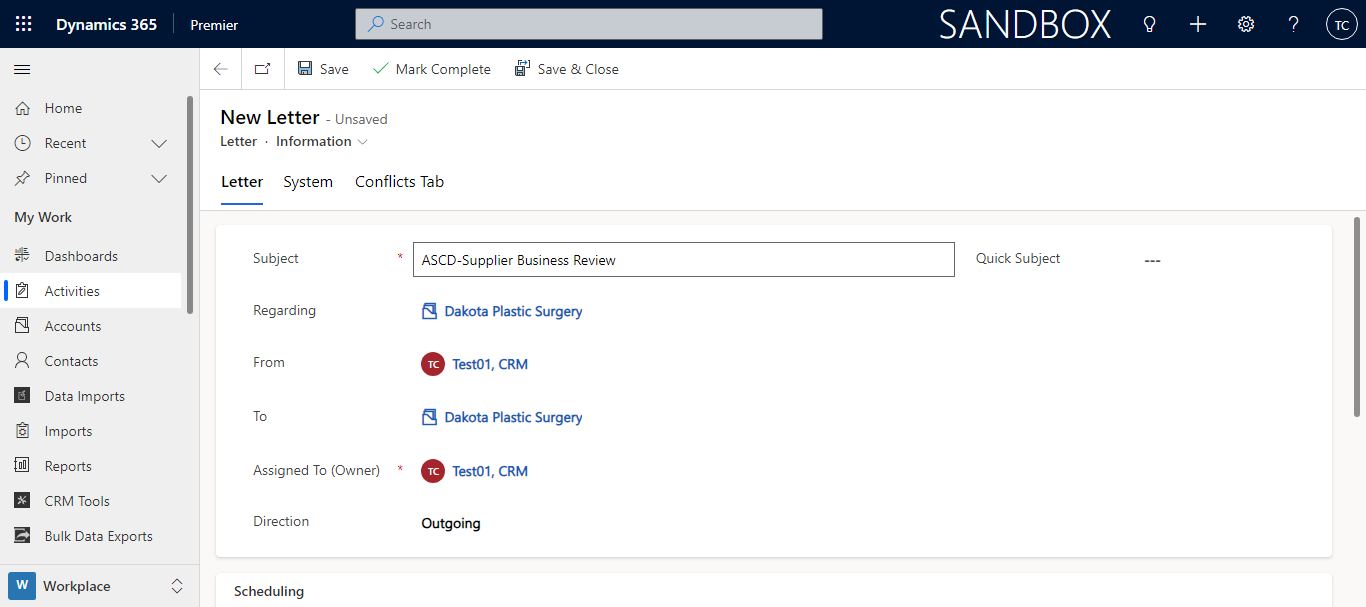 Dynamics 365 Premier Search SANDBOX ? TC
Save Mark Complete Save & Close
Home
Recent
Pinned
My Work
Dashboards
Activities
Accounts
Contacts
Data Imports
Imports
Reports
CRM Tools
Bulk Data Exports
W Workplace
New Letter - Unsaved
Letter · Information
Letter System Conflicts Tab
Subject * ASCD-Supplier Business Review Quick Subject ---
Regarding Dakota Plastic Surgery
From TC Test01, CRM
To Dakota Plastic Surgery
Assigned To (Owner) * TC Test01, CRM
Direction Outgoing
Scheduling